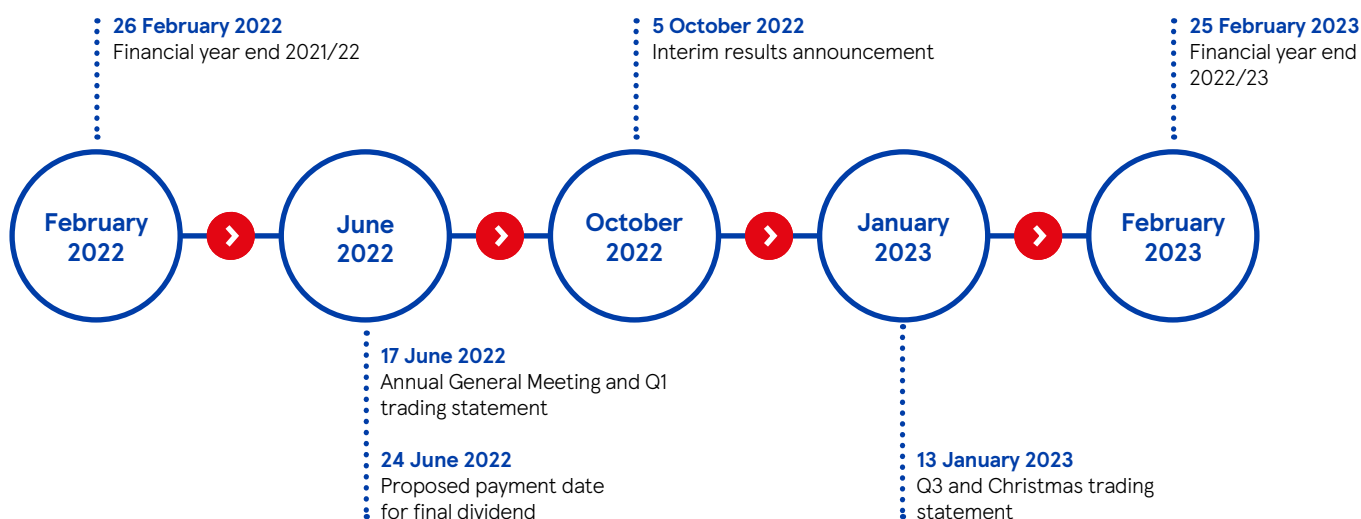 26 February 2022
Financial year end 2021/22
5 October 2022
Interim results announcement
25 February 2023
Financial year end
2022/23
February
2022
June
2022
October
2022
January
2023
February
2023
17 June 2022
Annual General Meeting and Q1
trading statement
24 June 2022
Proposed payment date
for final dividend
13 January 2023
Q3 and Christmas trading
statement